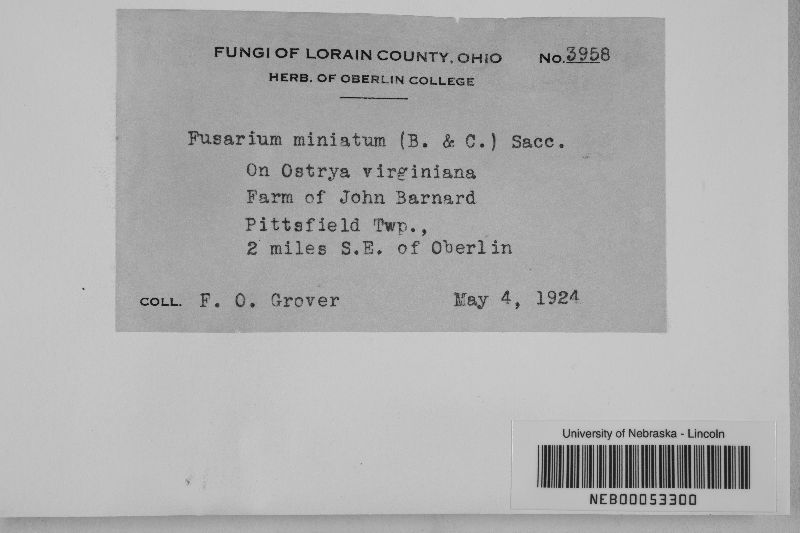 FUNGI OF LORAIN COUNTY, OHIO No. 3958
HERB. OF OBERLIN COLLEGE
Fusarium miniatum (B. & C.) Sacc.
On Ostrya virginiana
Farm of John Barnard
Pittsfield Twp.,
2 miles S.E. of Oberlin
COLL. F. O. Grover May 4, 1924
University of Nebraska - Lincoln
NEB00053300